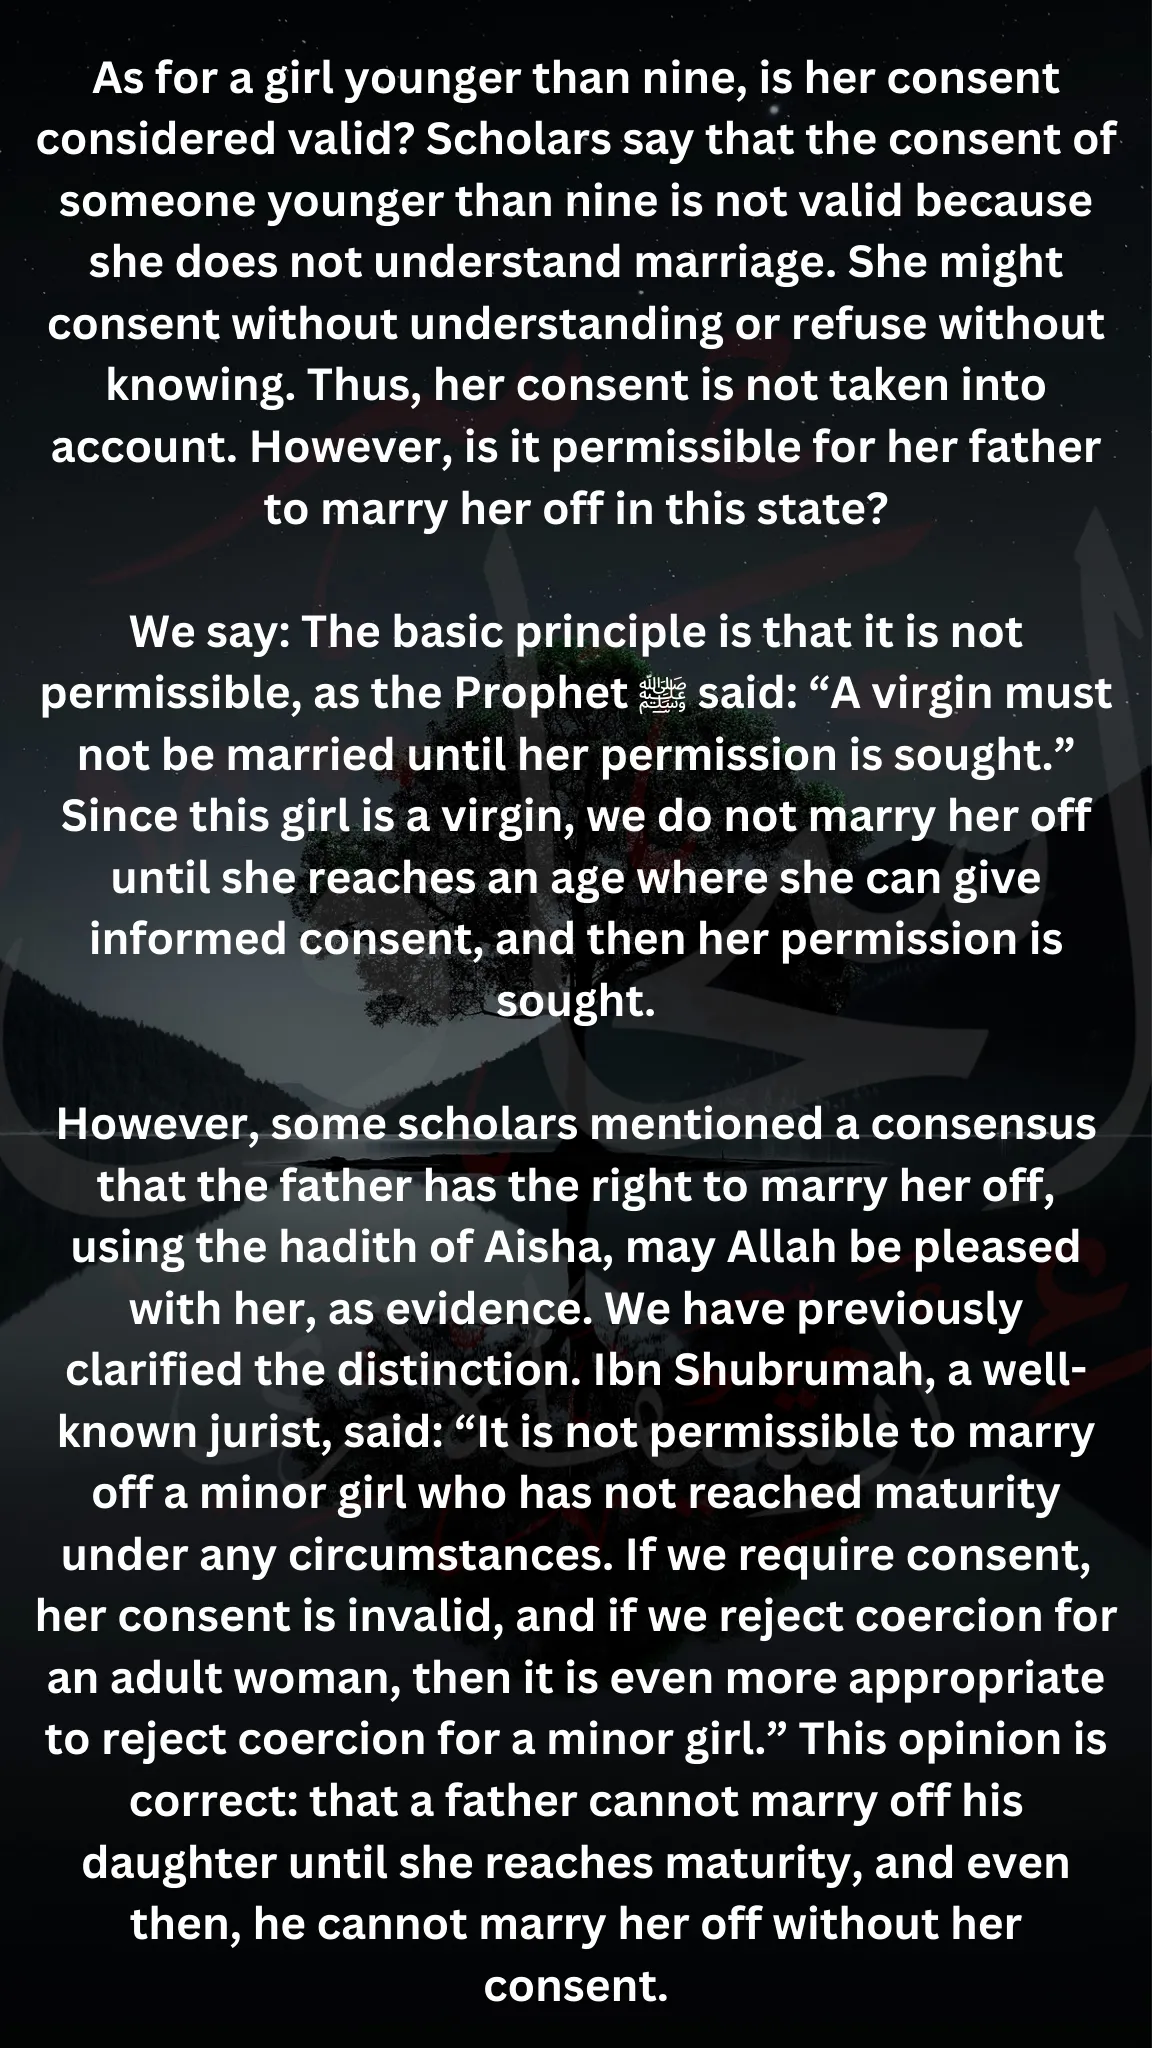 As for a girl younger than nine, is her consent
considered valid? Scholars say that the consent of
someone younger than nine is not valid because
she does not understand marriage. She might
consent without understanding or refuse without
knowing. Thus, her consent is not taken into
account. However, is it permissible for her father
to marry her off in this state?
We say: The basic principle is that it is not
permissible, as the Prophet ﷺ said: “A virgin must
not be married until her permission is sought.”
Since this girl is a virgin, we do not marry her off
until she reaches an age where she can give
informed consent, and then her permission is
sought.
However, some scholars mentioned a consensus
that the father has the right to marry her off,
using the hadith of Aisha, may Allah be pleased
with her, as evidence. We have previously
clarified the distinction. Ibn Shubrumah, a well-
known jurist, said: “It is not permissible to marry
off a minor girl who has not reached maturity
under any circumstances. If we require consent,
her consent is invalid, and if we reject coercion for
an adult woman, then it is even more appropriate
to reject coercion for a minor girl.” This opinion is
correct: that a father cannot marry off his
daughter until she reaches maturity, and even
then, he cannot marry her off without her
consent.